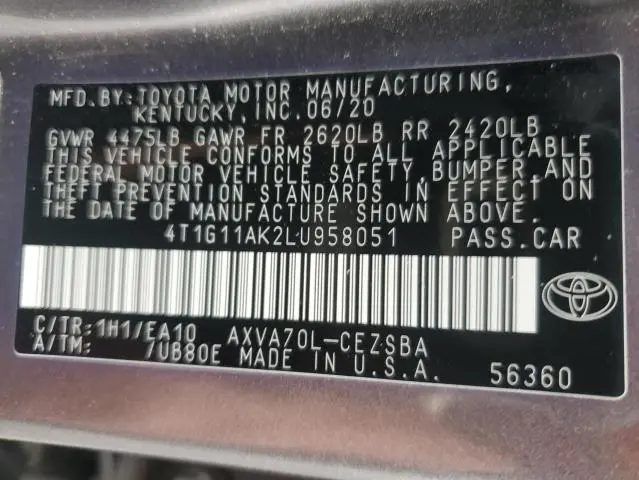 MFD. BY: TOYOTA MOTOR MANUFACTURING,
KENTUCKY, INC. 06/20
GVWR 4475LB GAWR FR 2620LB RR 2420LB
THIS VEHICLE CONFORMS TO ALL APPLICABLE
FEDERAL MOTOR VEHICLE SAFETY, BUMPER, AND
THEFT PREVENTION STANDARDS IN EFFECT ON
THE DATE OF MANUFACTURE SHOWN ABOVE.
4T1G11AK2LU958051 PASS.CAR
C/TR: 1H1/EA10 AXVA70L-CEZSBA
A/TM: /UB80E MADE IN U.S.A. 56360